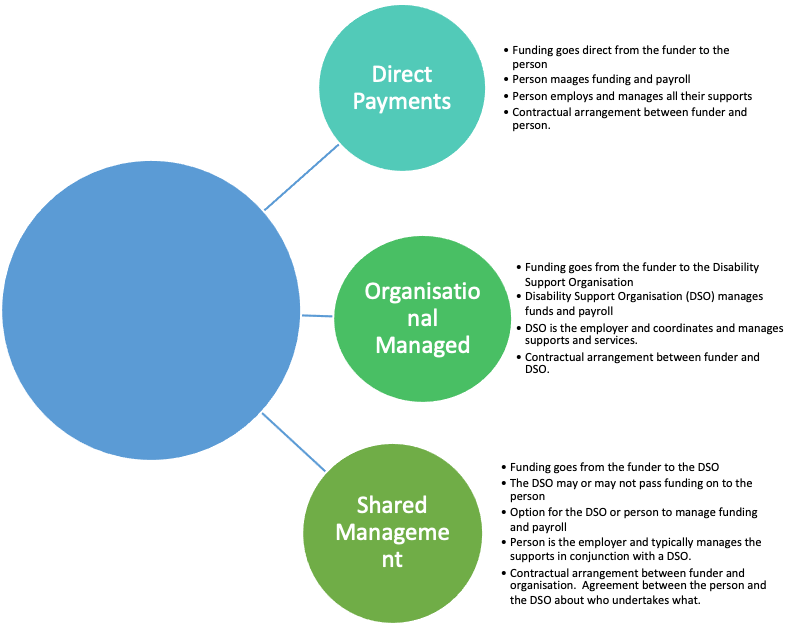 Direct
Payments
• Funding goes direct from the funder to the
person
• Person maages funding and payroll
• Person employs and manages all their supports
• Contractual arrangement between funder and
person.
Organisatio
nal
Managed
• Funding goes from the funder to the Disability
Support Organisation
• Disability Support Organisation (DSO) manages
funds and payroll
• DSO is the employer and coordinates and manages
supports and services.
• Contractual arrangement between funder and
DSO.
Shared
Manageme
nt
• Funding goes from the funder to the DSO
• The DSO may or may not pass funding on to the
person
• Option for the DSO or person to manage funding
and payroll
• Person is the employer and typically manages the
supports in conjunction with a DSO.
• Contractual arrangement between funder and
organisation.  Agreement between the person and
the DSO about who undertakes what.